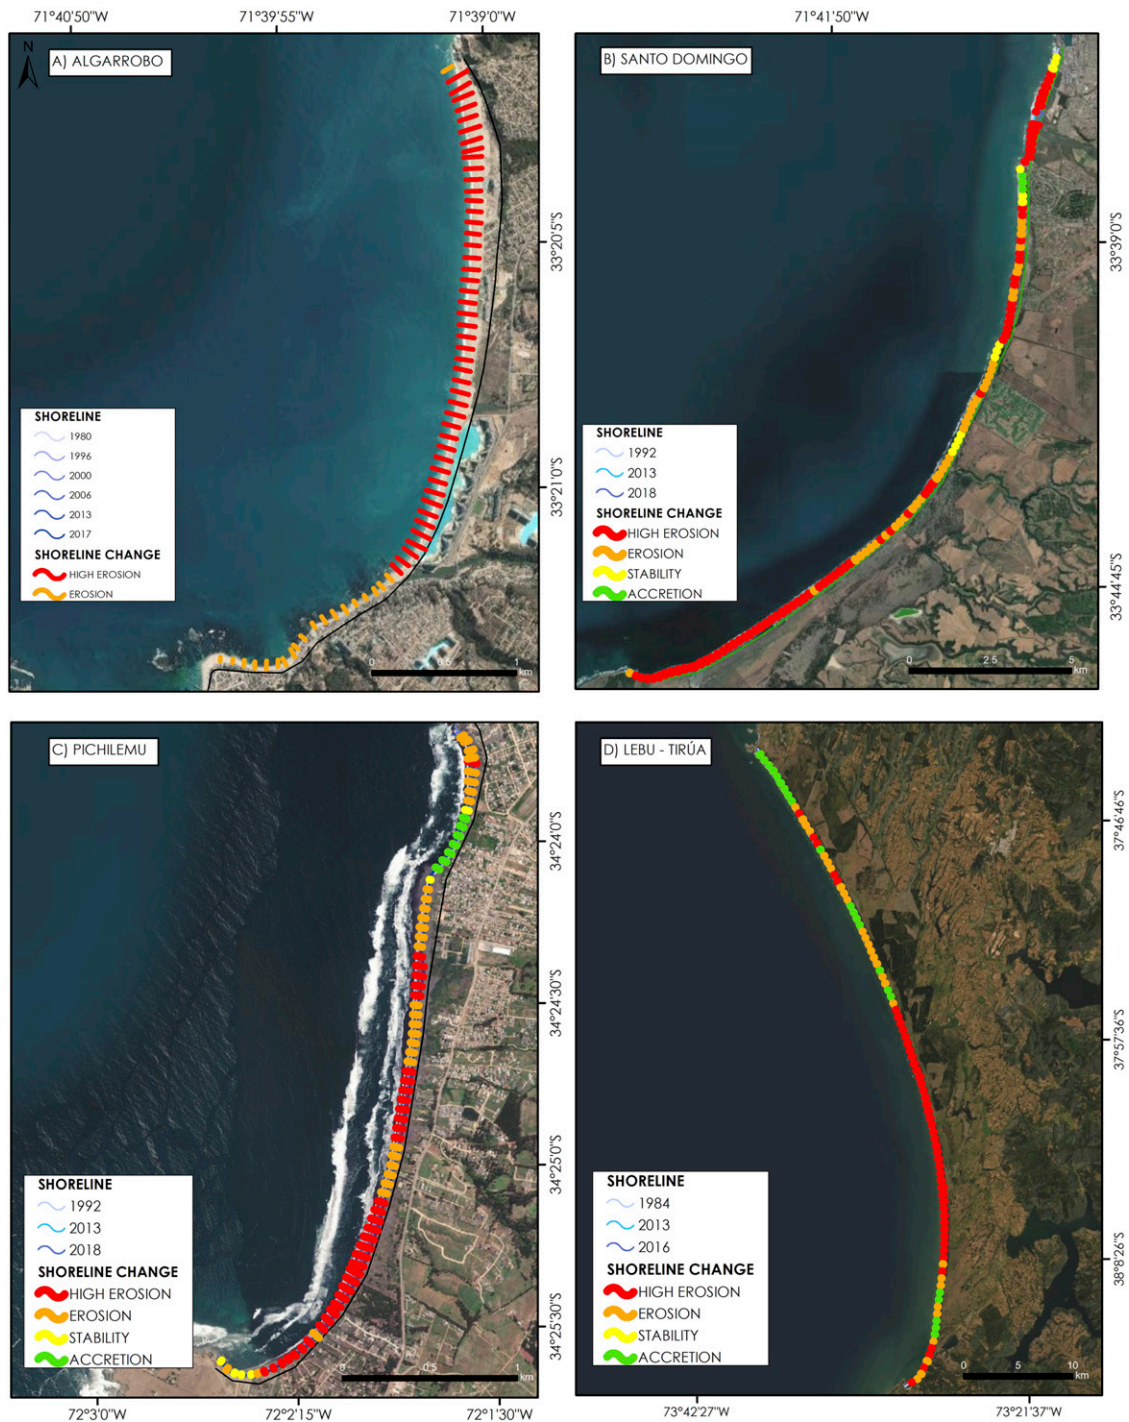 71°40'50"W 71°39'55"W 71°39'0"W 71°41'50"W
N
A) ALGARROBO
33°20'5"S
33°21'0"S
SHORELINE
1980
1996
2000
2006
2013
2017
SHORELINE CHANGE
HIGH EROSION
EROSION
0 0.5 1
km
B) SANTO DOMINGO
33°39'0"S
33°44'45"S
SHORELINE
1992
2013
2018
SHORELINE CHANGE
HIGH EROSION
EROSION
STABILITY
ACCRETION
0 2.5 5
km
C) PICHILEMU
34°24'0"S
34°24'30"S
34°25'0"S
34°25'30"S
SHORELINE
1992
2013
2018
SHORELINE CHANGE
HIGH EROSION
EROSION
STABILITY
ACCRETION
0 0.5 1
km
D) LEBU - TIRÚA
37°46'46"S
37°57'36"S
38°8'26"S
SHORELINE
1984
2013
2016
SHORELINE CHANGE
HIGH EROSION
EROSION
STABILITY
ACCRETION
0 5 10
km
72°3'0"W 72°2'15"W 72°1'30"W 73°42'27"W 73°21'37"W